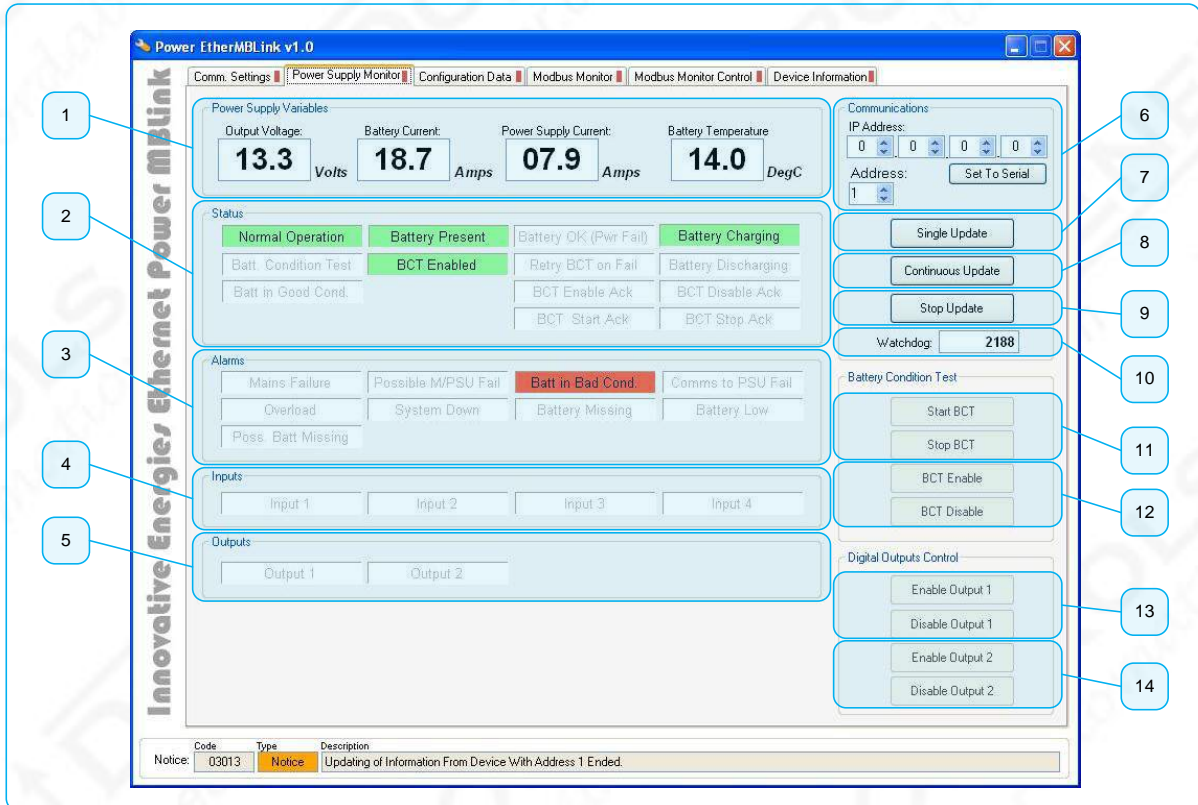 Power EtherMBLink v1.0
Innovative Energies Ethernet Power MBLink
Comm. Settings Power Supply Monitor Configuration Data Modbus Monitor Modbus Monitor Control Device Information
1
Power Supply Variables
Output Voltage: Battery Current: Power Supply Current: Battery Temperature
13.3 Volts 18.7 Amps 07.9 Amps 14.0 DegC
2
Status
Normal Operation Battery Present Battery OK (Pwr Fail) Battery Charging
Batt. Condition Test BCT Enabled Retry BCT on Fail Battery Discharging
Batt in Good Cond. BCT Enable Ack BCT Disable Ack
BCT Start Ack BCT Stop Ack
3
Alarms
Mains Failure Possible M/PSU Fail Batt in Bad Cond. Comms to PSU Fail
Overload System Down Battery Missing Battery Low
Poss. Batt Missing
4
Inputs
Input 1 Input 2 Input 3 Input 4
5
Outputs
Output 1 Output 2
Communications
IP Address:
0 . 0 . 0 . 0
Address: Set To Serial
1
6
Single Update
7
Continuous Update
8
Stop Update
9
Watchdog: 2188
10
Battery Condition Test
Start BCT
Stop BCT
11
BCT Enable
BCT Disable
12
Digital Outputs Control
Enable Output 1
Disable Output 1
13
Enable Output 2
Disable Output 2
14
Code Type Description
Notice: 03013 Notice Updating of Information From Device With Address 1 Ended.